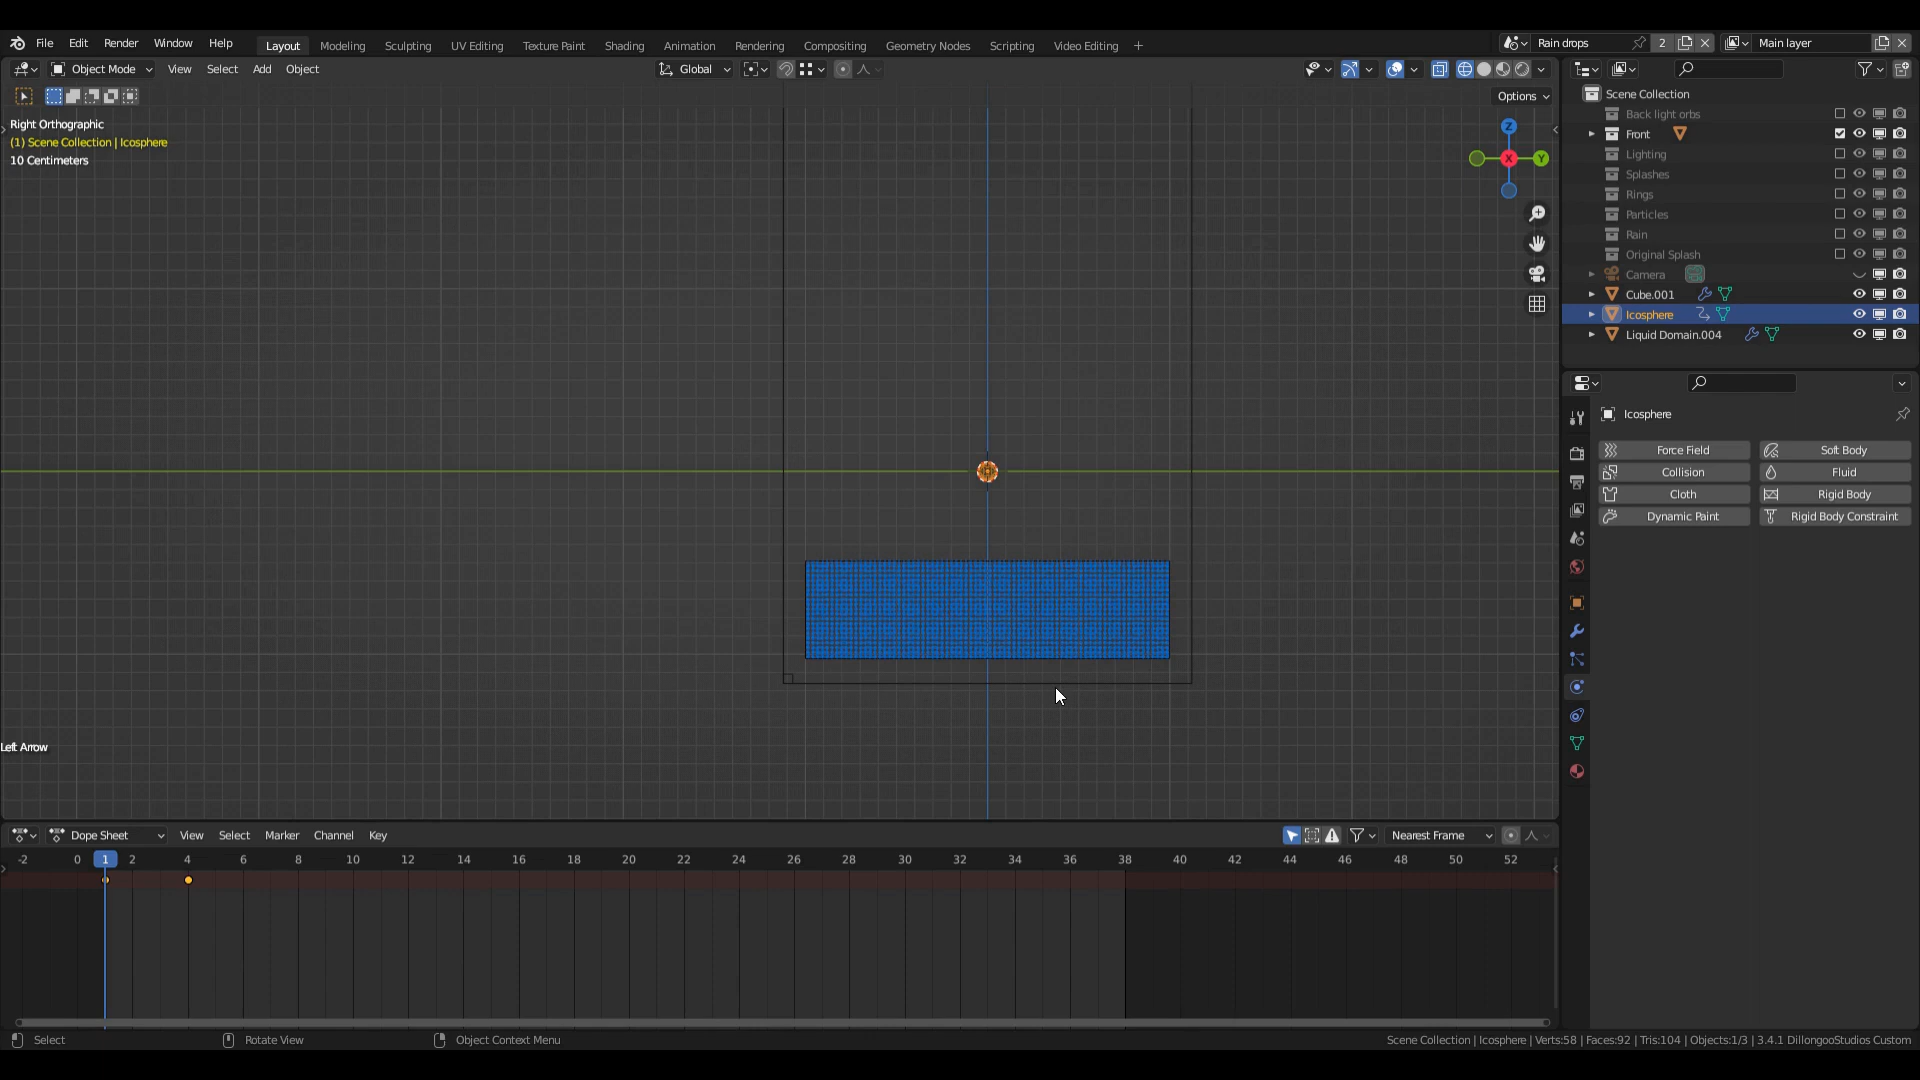 File Edit Render Window Help Layout Modeling Sculpting UV Editing Texture Paint Shading Animation Rendering Compositing Geometry Nodes Scripting Video Editing + Rain drops 2 Main layer
Object Mode View Select Add Object Global
Options
Right Orthographic
(1) Scene Collection | Icosphere
10 Centimeters
Z
X Y
Left Arrow
Scene Collection
Back light orbs
Front
Lighting
Splashes
Rings
Particles
Rain
Original Splash
Camera
Cube.001
Icosphere
Liquid Domain.004
Icosphere
Force Field Soft Body
Collision Fluid
Cloth Rigid Body
Dynamic Paint Rigid Body Constraint
Dope Sheet View Select Marker Channel Key Nearest Frame
-2 0 1 2 4 6 8 10 12 14 16 18 20 22 24 26 28 30 32 34 36 38 40 42 44 46 48 50 52
Select Rotate View Object Context Menu Scene Collection | Icosphere | Verts:58 | Faces:92 | Tris:104 | Objects:1/3 | 3.4.1 DillongooStudios Custom